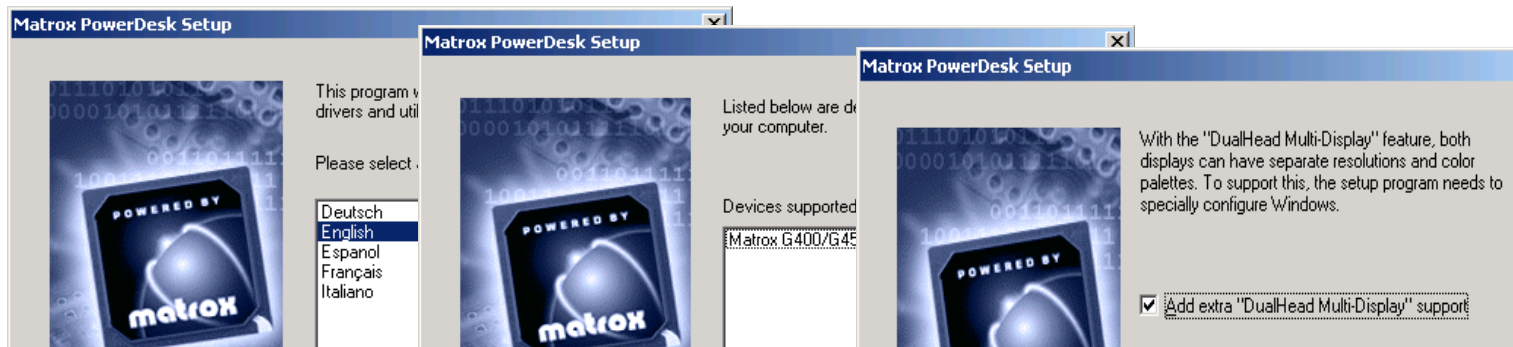 Matrox PowerDesk Setup
This program
drivers and
Please select
Deutsch
English
Espanol
Français
Italiano
POWERED BY
matrox
Matrox PowerDesk Setup
Listed below are
your computer.
Devices supported
Matrox G400/G45
POWERED BY
matrox
Matrox PowerDesk Setup
With the "DualHead Multi-Display" feature, both
displays can have separate resolutions and color
palettes. To support this, the setup program needs to
specially configure Windows.
Add extra "DualHead Multi-Display" support
POWERED BY